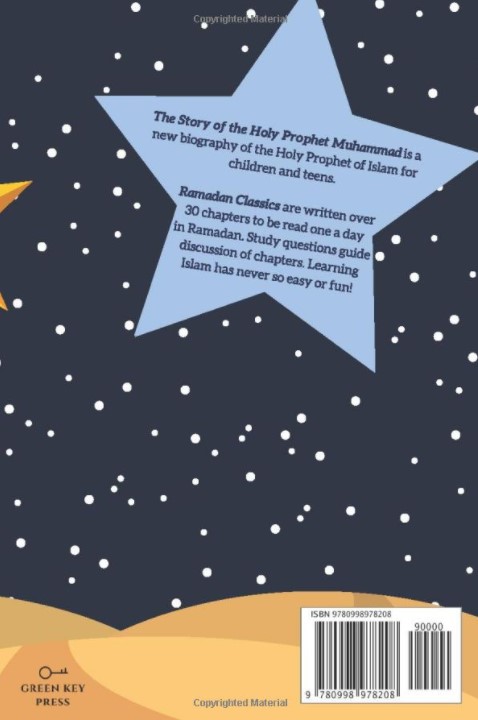 Copyrighted Material
The Story of the Holy Prophet Muhammad is a
new biography of the Holy Prophet of Islam for
children and teens.
Ramadan Classics are written over
30 chapters to be read one a day
in Ramadan. Study questions guide
discussion of chapters. Learning
Islam has never so easy or fun!
ISBN 9780998978208
90000
9 780998 978208
GREEN KEY
PRESS
Copyrighted Material